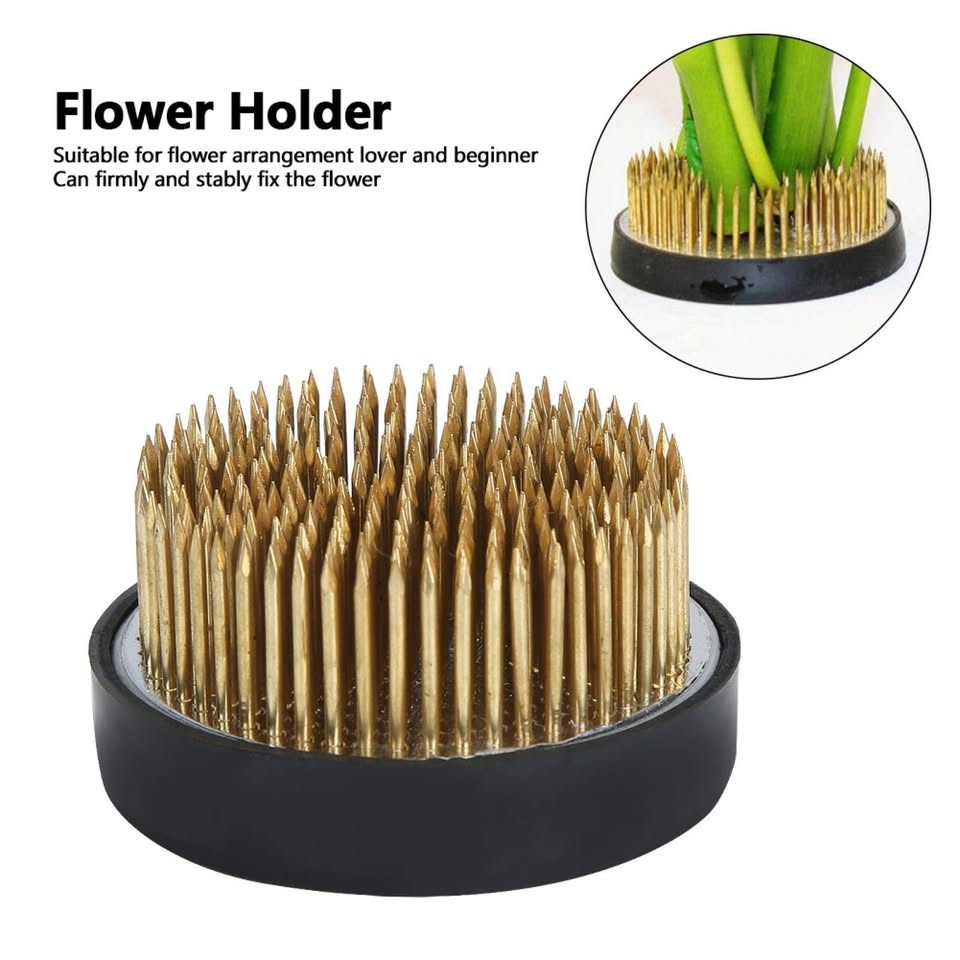 Flower Holder
Suitable for flower arrangement lover and beginner
Can firmly and stably fix the flower